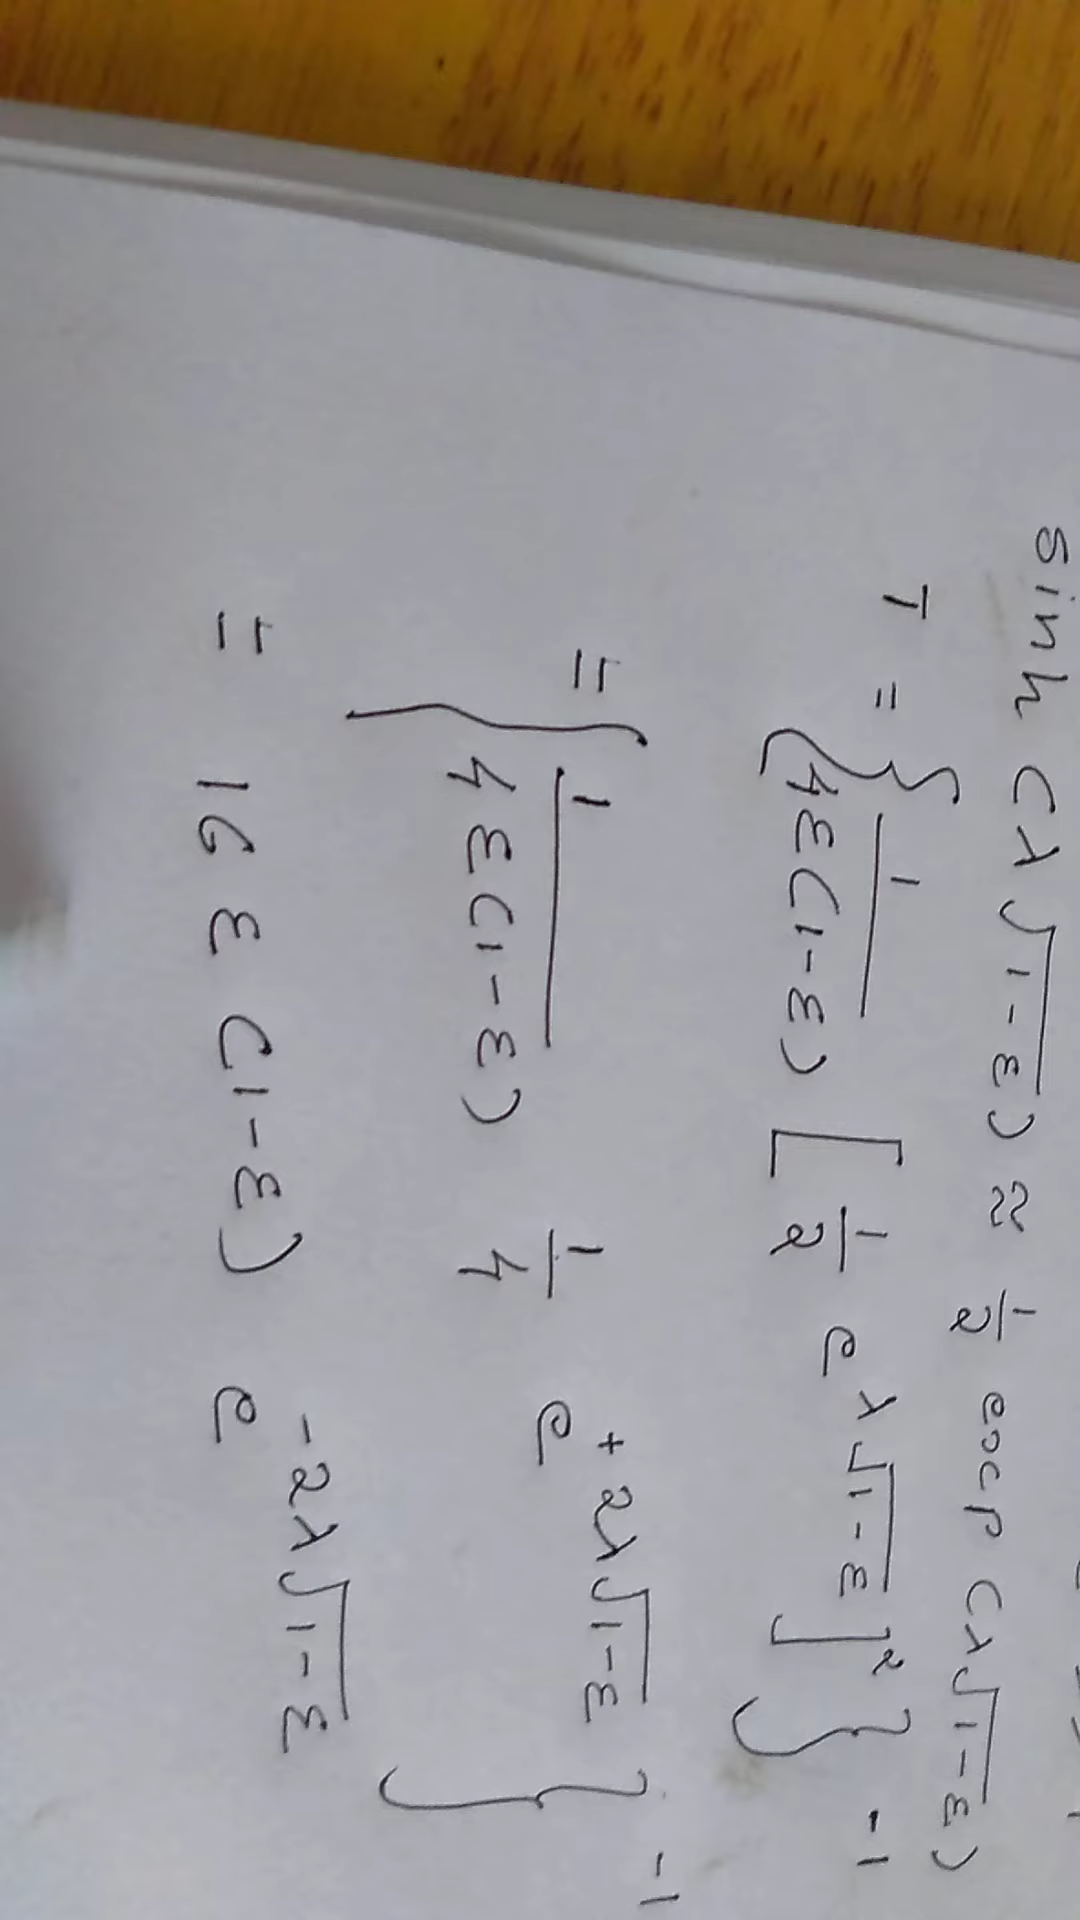 sinh (λ√1-ε) ≈ 1/2 exp (λ√1-ε)
T = {1/4ε(1-ε) [1/2 e^λ√1-ε]²}⁻¹
= {1/4ε(1-ε) 1/4 e^+2λ√1-ε}⁻¹
= 16 ε (1-ε) e^-2λ√1-ε